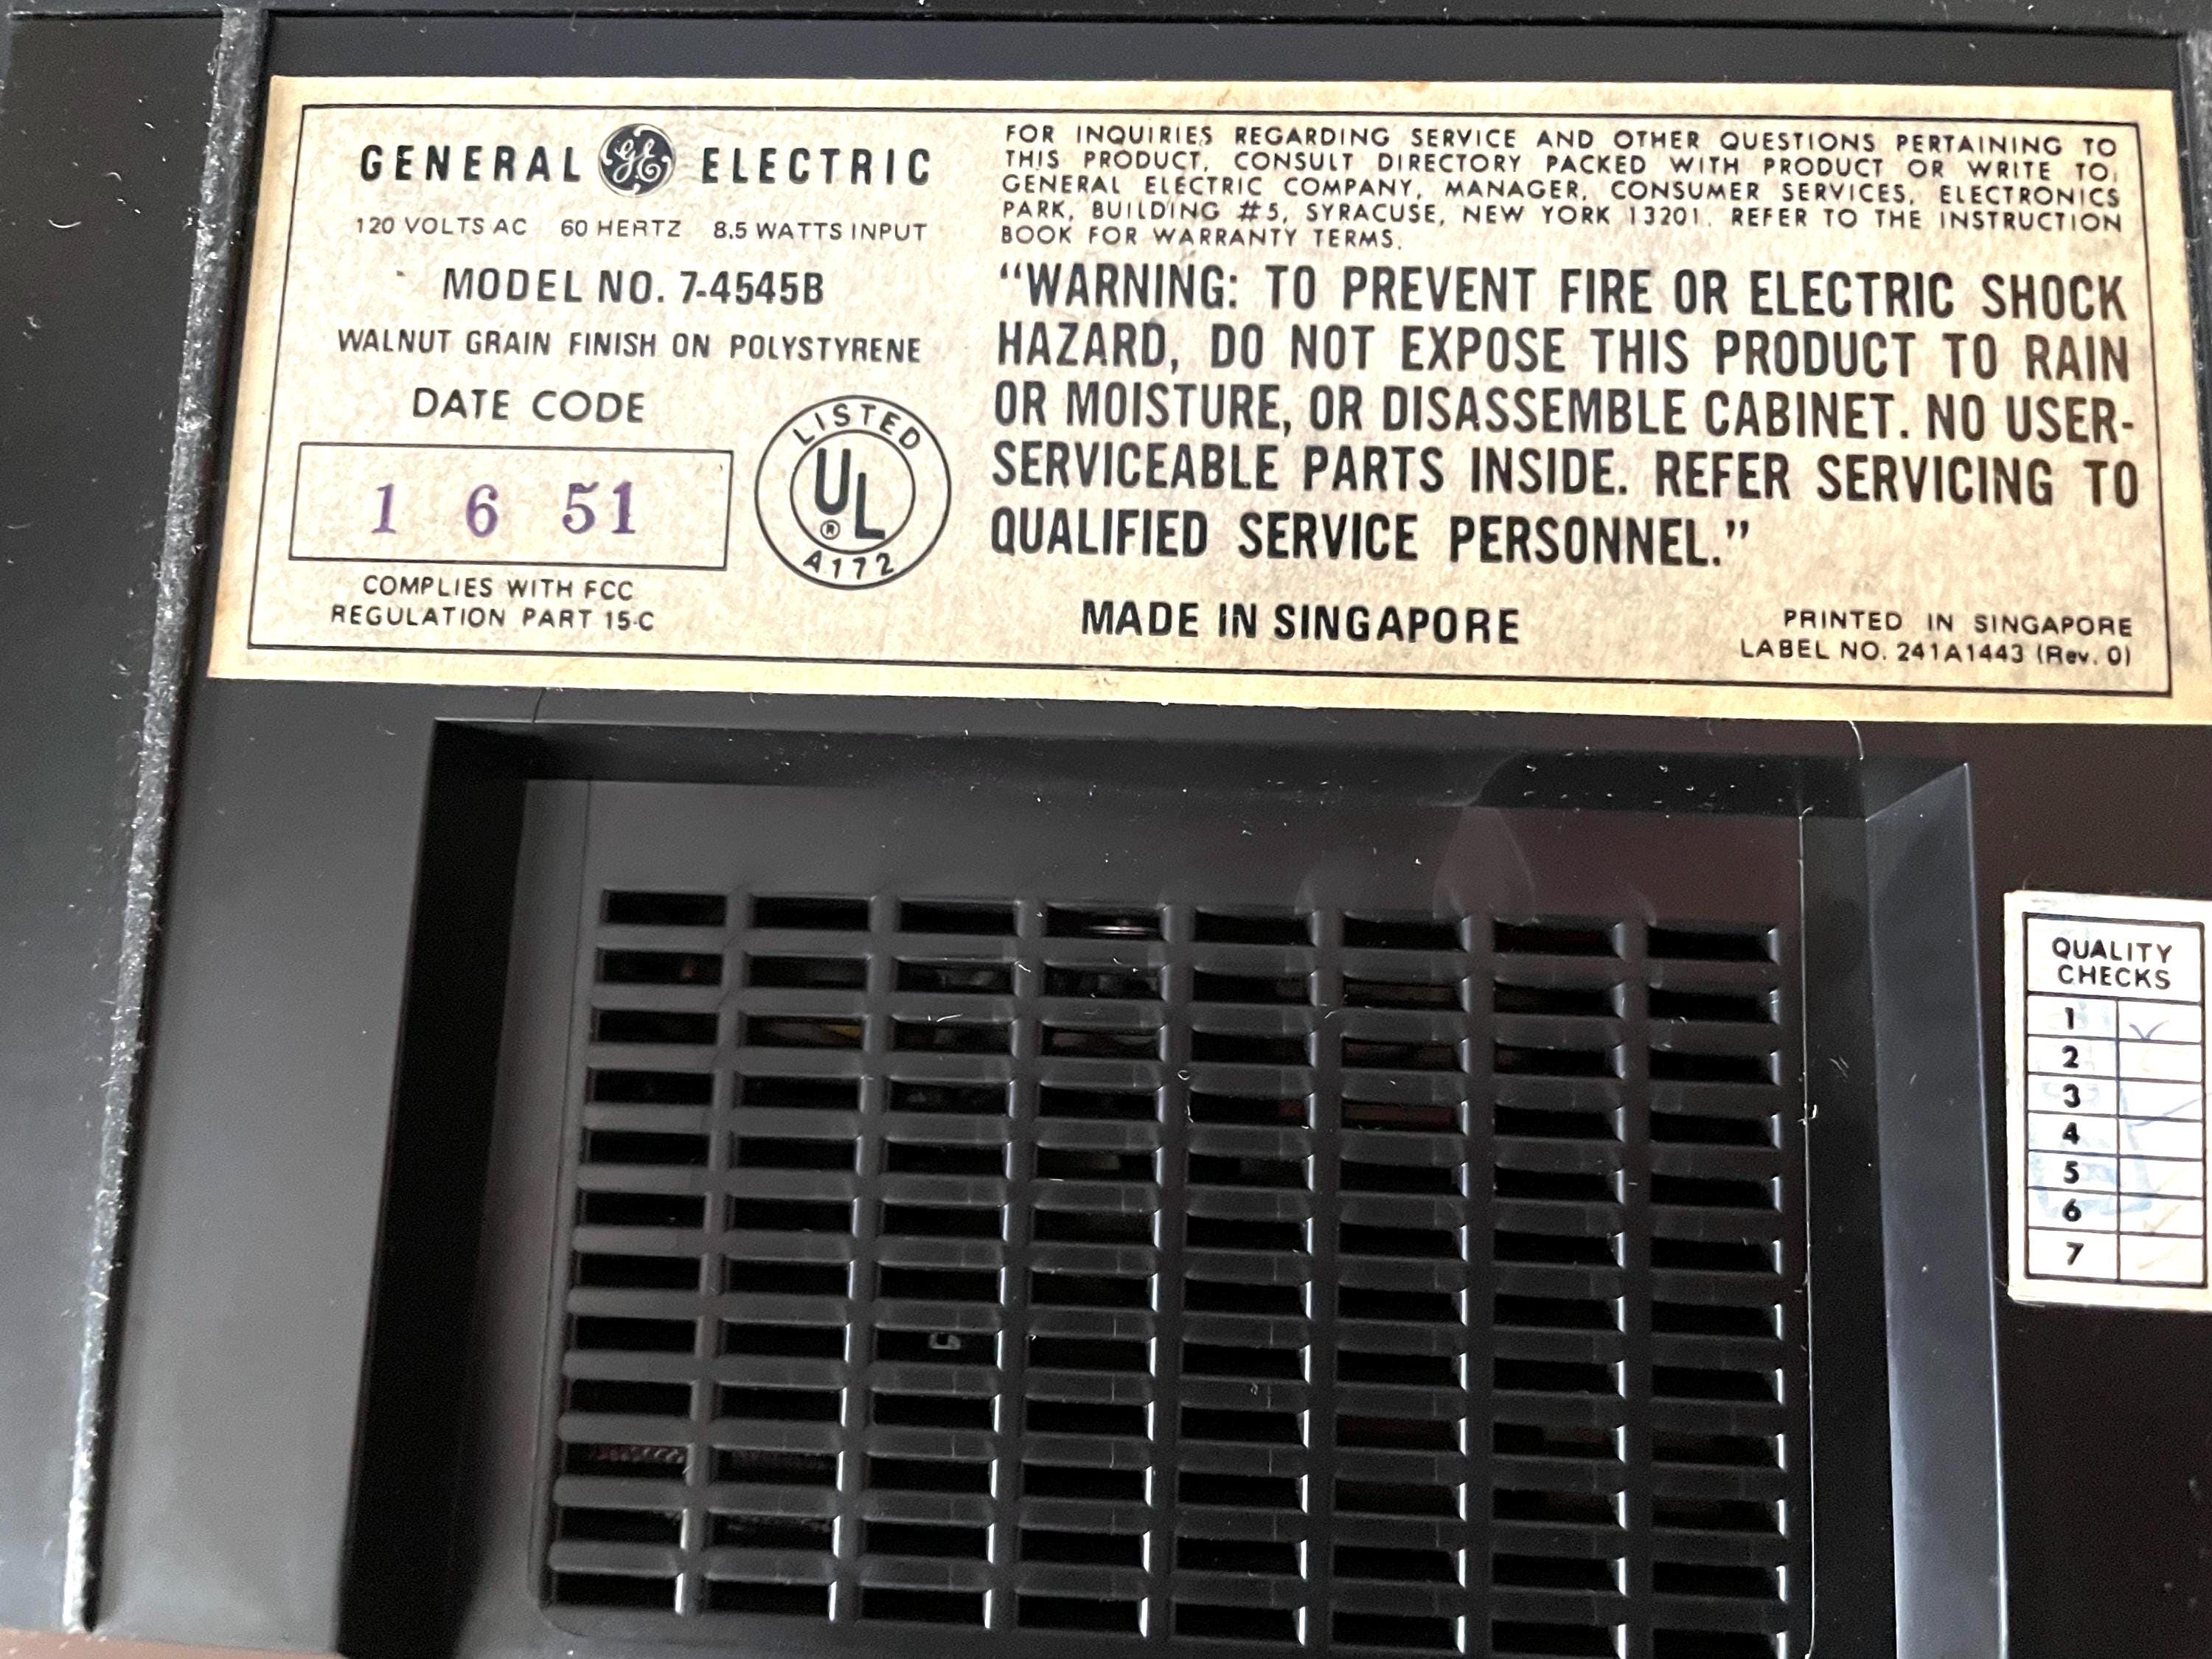 GENERAL GE ELECTRIC
120 VOLTS AC 60 HERTZ 8.5 WATTS INPUT
MODEL NO. 7-4545B
WALNUT GRAIN FINISH ON POLYSTYRENE
DATE CODE
1 6 51
COMPLIES WITH FCC
REGULATION PART 15-C
LISTED
UL
®
A172
FOR INQUIRIES REGARDING SERVICE AND OTHER QUESTIONS PERTAINING TO
THIS PRODUCT, CONSULT DIRECTORY PACKED WITH PRODUCT OR WRITE TO,
GENERAL ELECTRIC COMPANY, MANAGER, CONSUMER SERVICES, ELECTRONICS
PARK, BUILDING #5, SYRACUSE, NEW YORK 13201. REFER TO THE INSTRUCTION
BOOK FOR WARRANTY TERMS.
“WARNING: TO PREVENT FIRE OR ELECTRIC SHOCK
HAZARD, DO NOT EXPOSE THIS PRODUCT TO RAIN
OR MOISTURE, OR DISASSEMBLE CABINET. NO USER-
SERVICEABLE PARTS INSIDE. REFER SERVICING TO
QUALIFIED SERVICE PERSONNEL.”
MADE IN SINGAPORE
PRINTED IN SINGAPORE
LABEL NO. 241A1443 (Rev. 0)
QUALITY
CHECKS
1
2
3
4
5
6
7